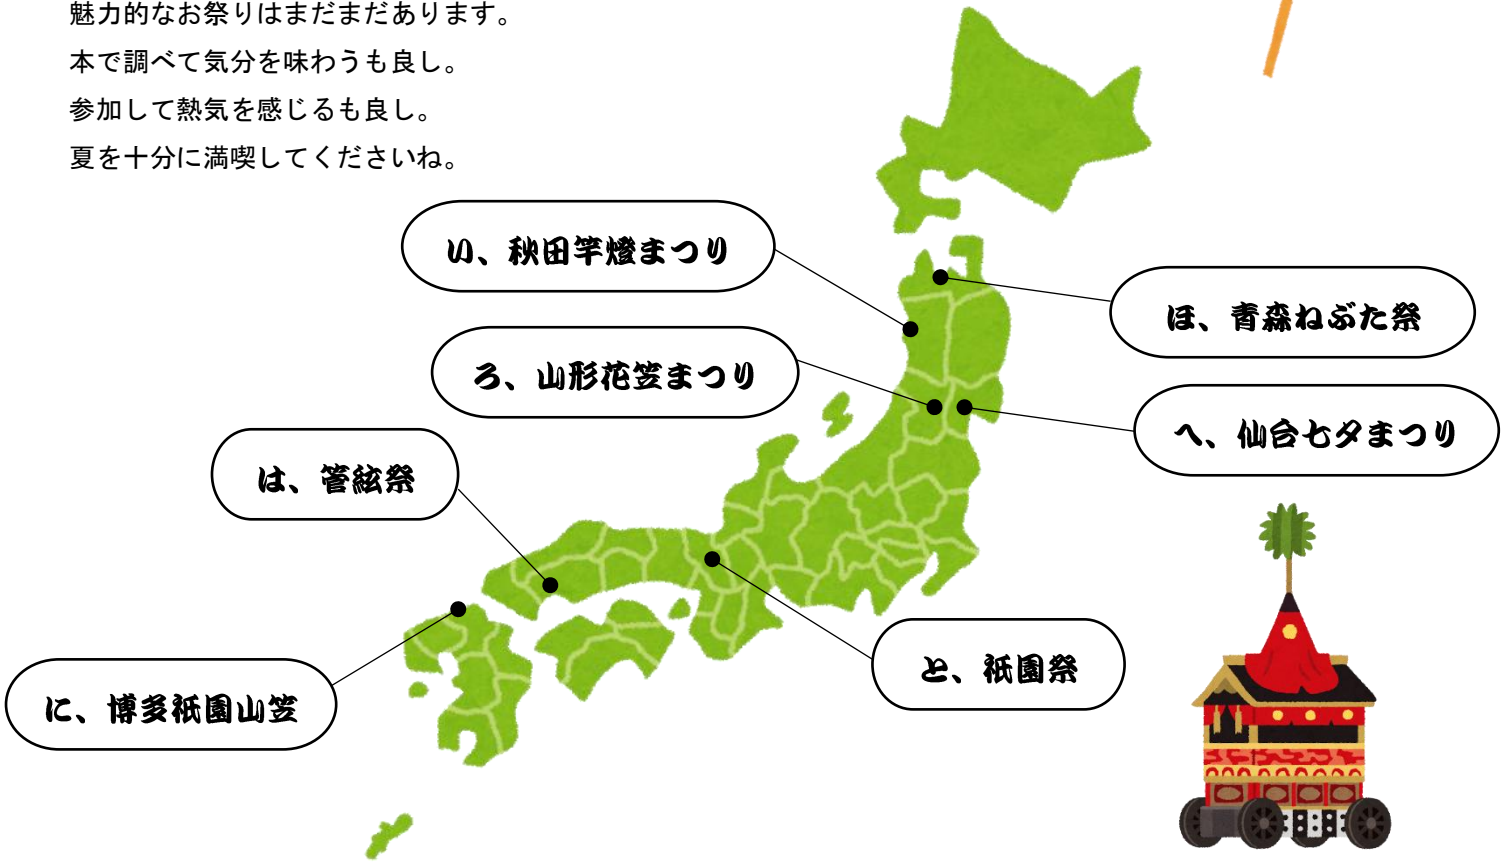 魅力的なお祭りはまだまだあります。
本で調べて気分を味わうも良し。
参加して熱気を感じるも良し。
夏を十分に満喫してくださいね。
い、秋田竿燈まつり
ほ、青森ねぶた祭
ろ、山形花笠まつり
へ、仙台七夕まつり
は、管絃祭
と、祇園祭
に、博多祇園山笠